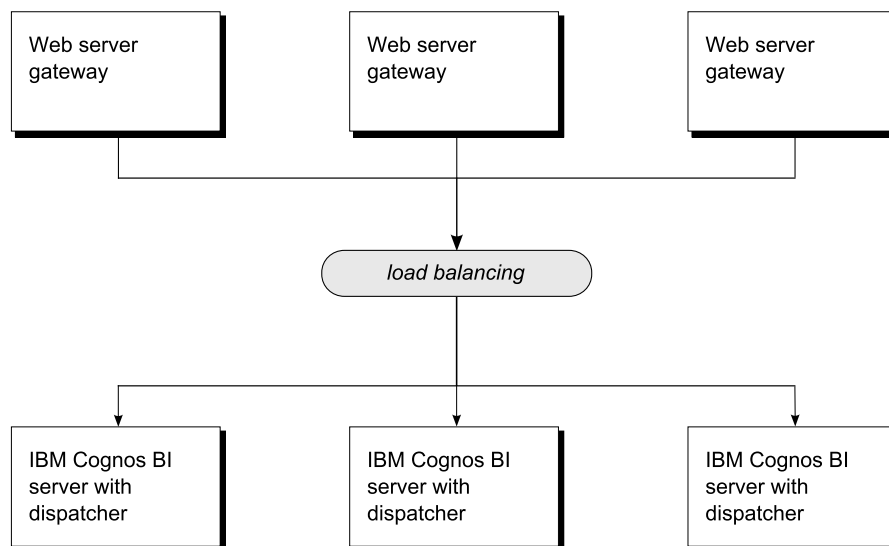 Web server
gateway
Web server
gateway
Web server
gateway
load balancing
IBM Cognos BI
server with
dispatcher
IBM Cognos BI
server with
dispatcher
IBM Cognos BI
server with
dispatcher